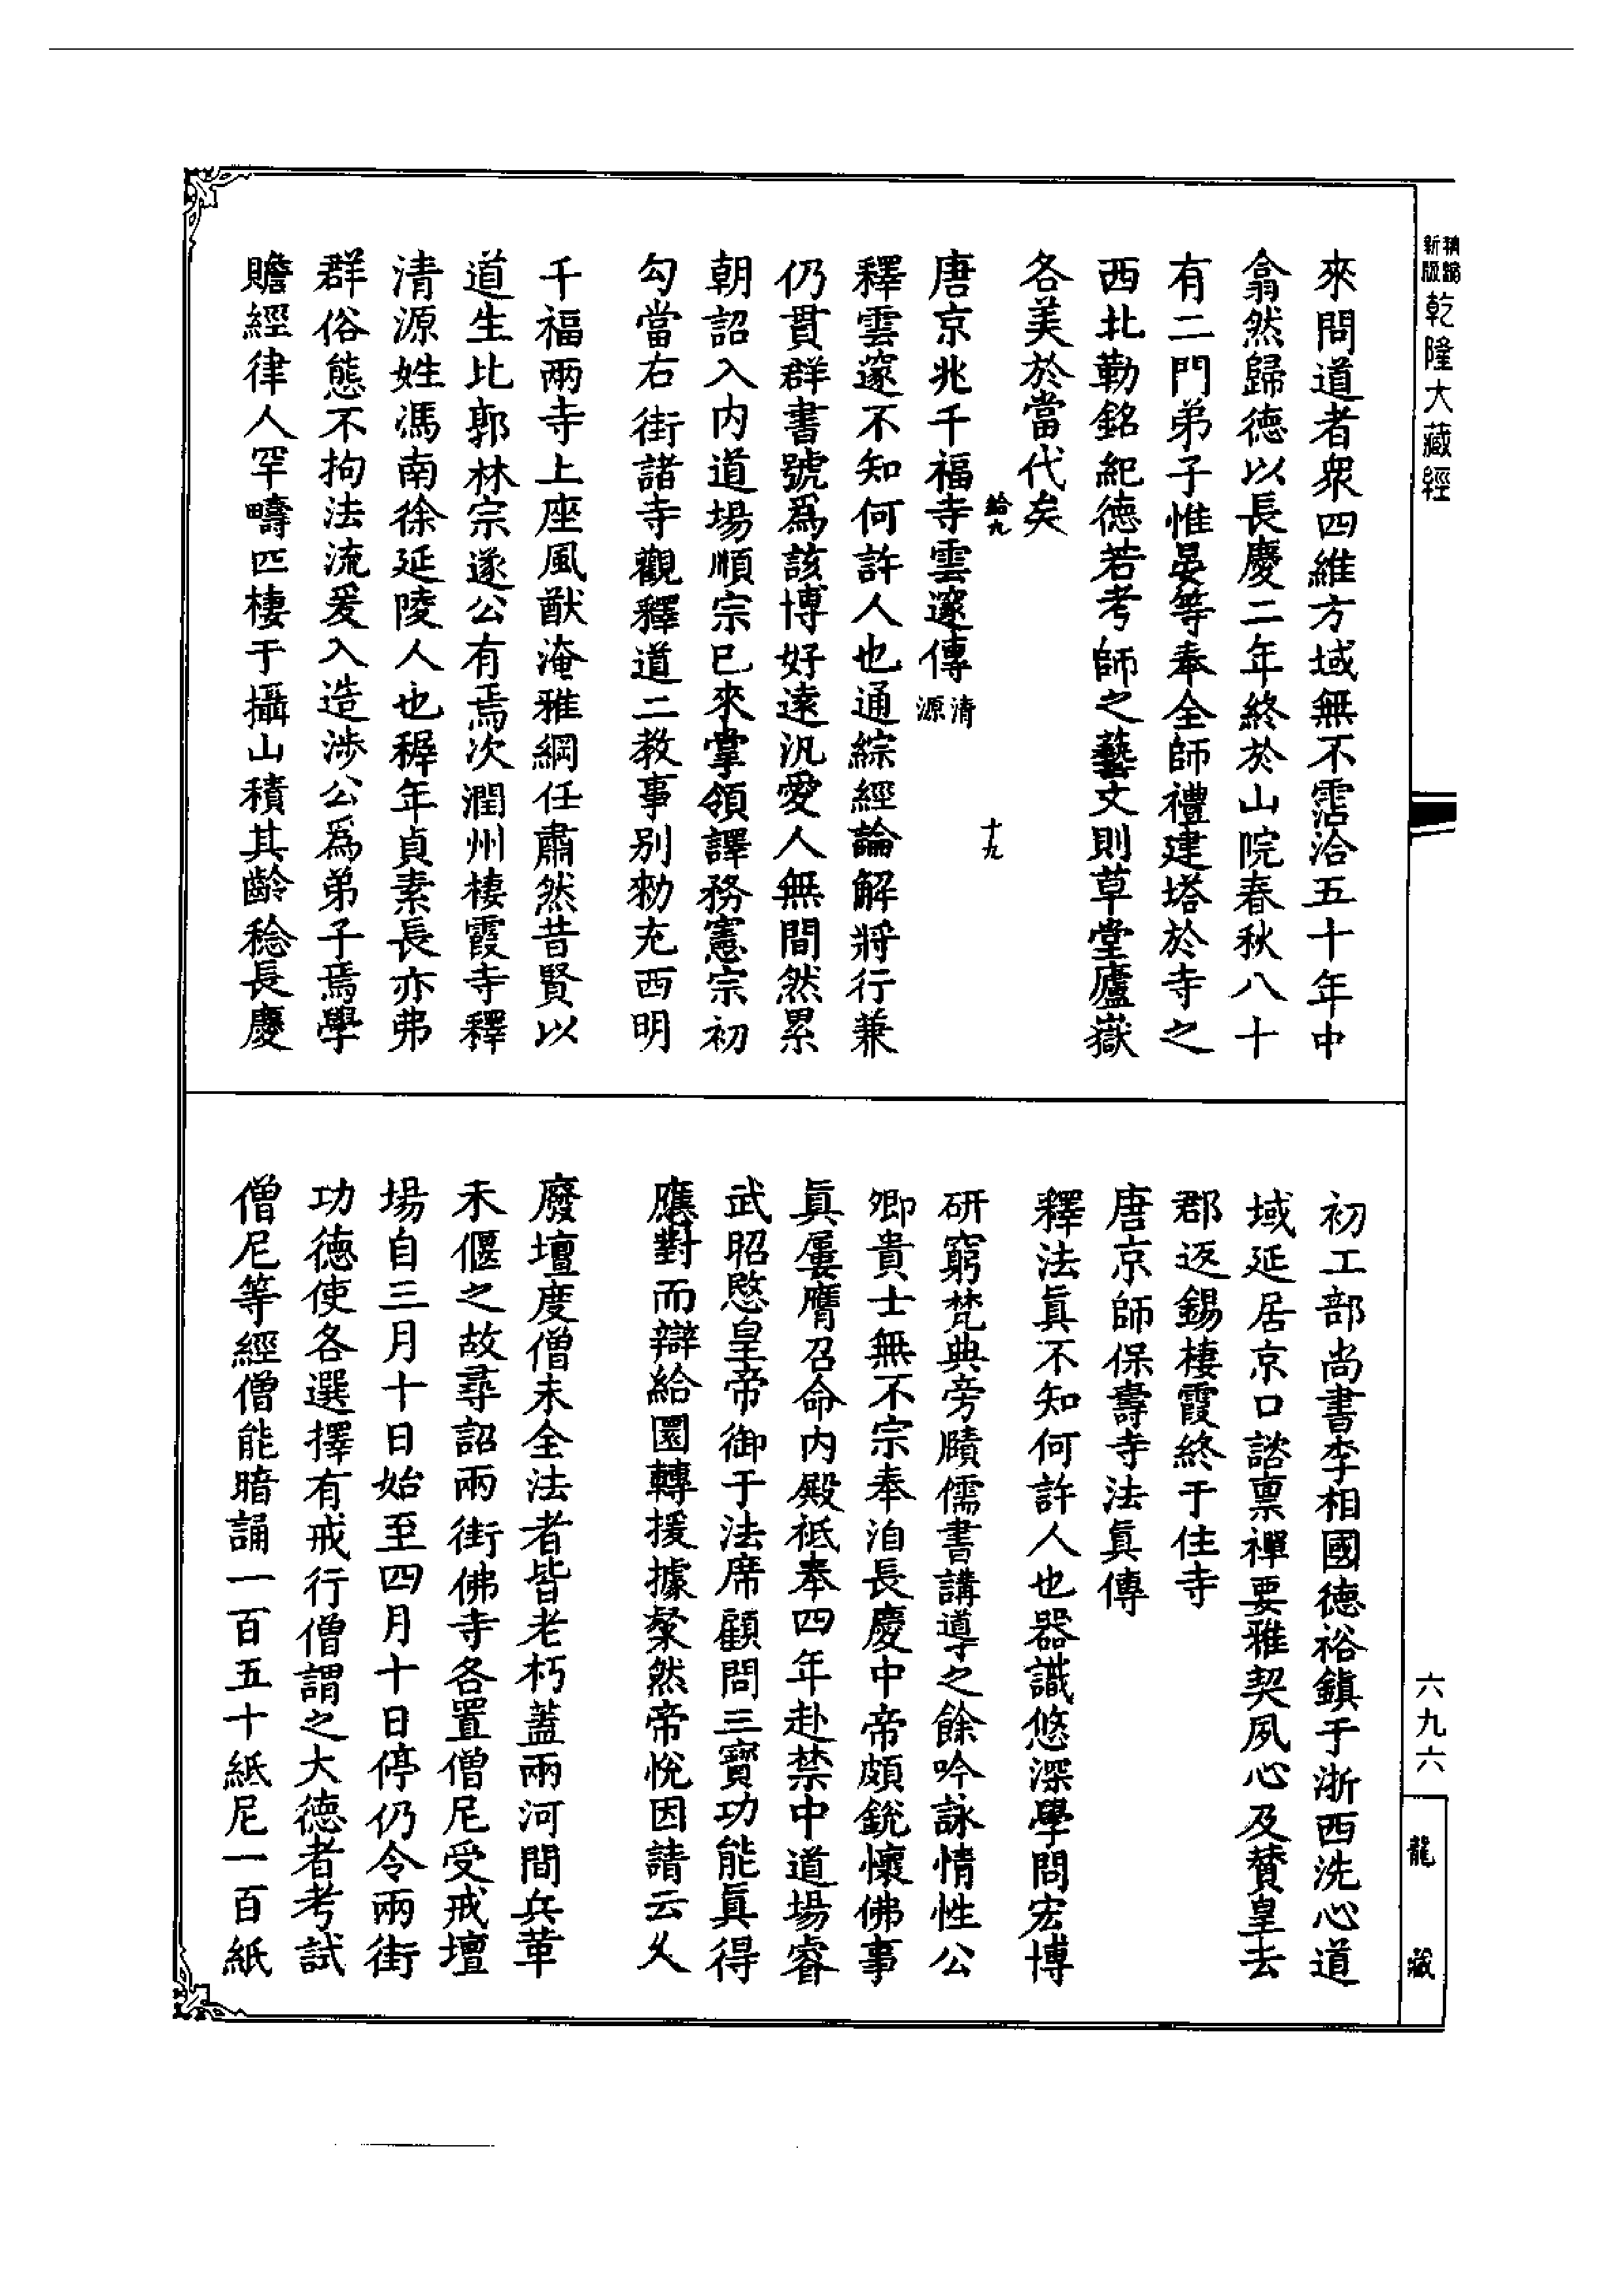 新版
精縮
乾隆大藏經
來問道者衆四維方域無不霑洽五十年中
翕然歸德以長慶二年終於山院春秋八十
有二門弟子惟晏等奉全師禮建塔於寺之
西北勒銘紀德若考師之藝文則草堂廬嶽
各美於當代矣
給九
十九
唐京兆千福寺雲邃傳清源
釋雲邃不知何許人也通綜經論解將行兼
仍貫群書號爲該博好遠汎愛人無間然累
朝詔入内道場順宗已來掌領譯務憲宗初
勾當右街諸寺觀釋道二教事别勑充西明
千福兩寺上座風猷淹雅綱任肅然昔賢以
道生比郭林宗遂公有焉次潤州棲霞寺釋
清源姓馮南徐延陵人也穉年貞素長亦弗
群俗態不拘法流爰入造涉公爲弟子焉學
贍經律人罕疇匹棲于攝山積其齡稔長慶
初工部尚書李相國德裕鎭于浙西洗心道
域延居京口諮禀禪要雅契夙心及贊皇去
郡返錫棲霞終于住寺
唐京師保壽寺法眞傳
釋法眞不知何許人也器識悠深學問宏博
研窮梵典旁賾儒書講導之餘吟詠情性公
卿貴士無不宗奉洎長慶中帝頗銳懷佛事
眞屢膺召命内殿祗奉四年赴禁中道場睿
武昭愍皇帝御于法席顧問三寶功能眞得
應對而辯給圜轉援據粲然帝悅因請云久
廢壇度僧未全法者皆老朽蓋兩河間兵革
未偃之故尋詔兩街佛寺各置僧尼受戒壇
場自三月十日始至四月十日停仍令兩街
功德使各選擇有戒行僧謂之大德者考試
僧尼等經僧能暗誦一百五十紙尼一百紙
六九六
龍藏